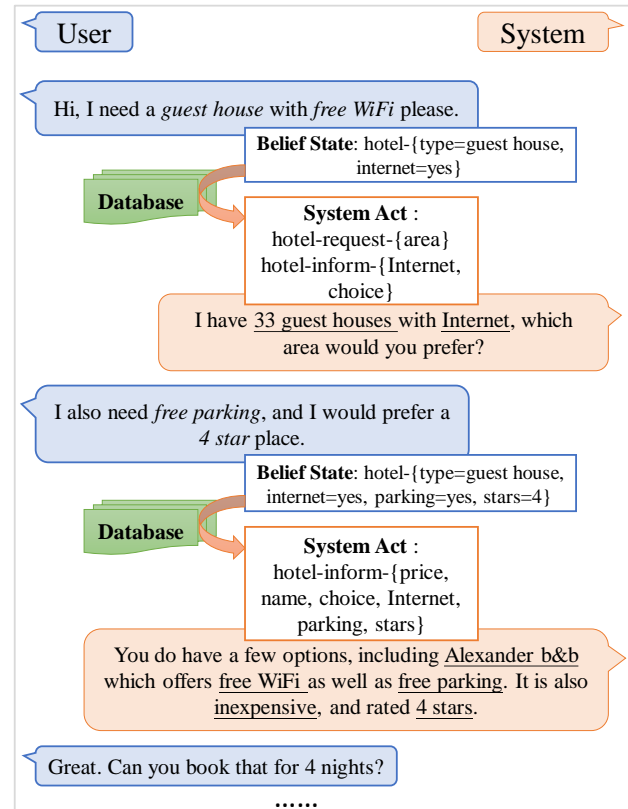 User
System
Hi, I need a guest house with free WiFi please.
Belief State: hotel-{type=guest house,
internet=yes}
Database
System Act :
hotel-request-{area}
hotel-inform-{Internet,
choice}
I have 33 guest houses with Internet, which
area would you prefer?
I also need free parking, and I would prefer a
4 star place.
Belief State: hotel-{type=guest house,
internet=yes, parking=yes, stars=4}
Database
System Act :
hotel-inform-{price,
name, choice, Internet,
parking, stars}
You do have a few options, including Alexander b&b
which offers free WiFi as well as free parking. It is also
inexpensive, and rated 4 stars.
Great. Can you book that for 4 nights?
......